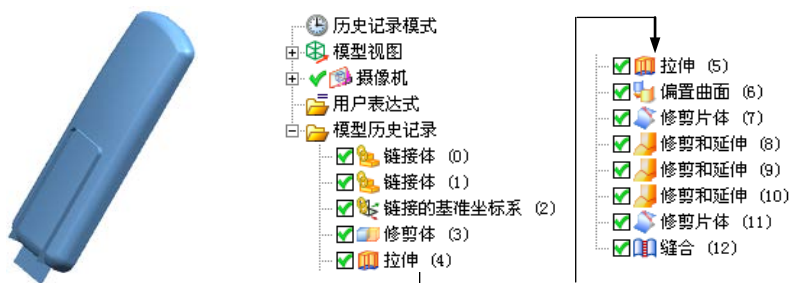 历史记录模式
模型视图
摄像机
用户表达式
模型历史记录
链接体 (0)
链接体 (1)
链接的基准坐标系 (2)
修剪体 (3)
拉伸 (4)
拉伸 (5)
偏置曲面 (6)
修剪片体 (7)
修剪和延伸 (8)
修剪和延伸 (9)
修剪和延伸 (10)
修剪片体 (11)
缝合 (12)